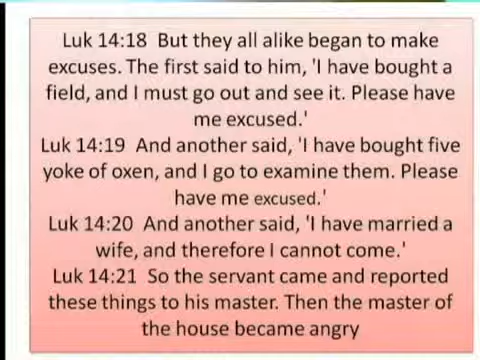 Luk 14:18  But they all alike began to make
excuses. The first said to him, 'I have bought a
field, and I must go out and see it. Please have
me excused.'
Luk 14:19  And another said, 'I have bought five
yoke of oxen, and I go to examine them. Please
have me excused.'
Luk 14:20  And another said, 'I have married a
wife, and therefore I cannot come.'
Luk 14:21  So the servant came and reported
these things to his master. Then the master of
the house became angry